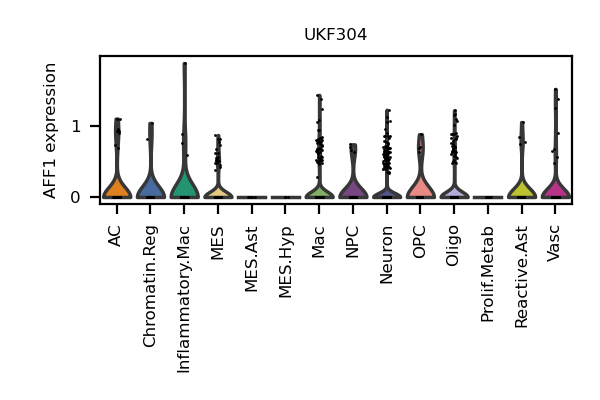 UKF304
AFF1 expression
1
0
AC
Chromatin.Reg
Inflammatory.Mac
MES
MES.Ast
MES.Hyp
Mac
NPC
Neuron
OPC
Oligo
Prolif.Metab
Reactive.Ast
Vasc